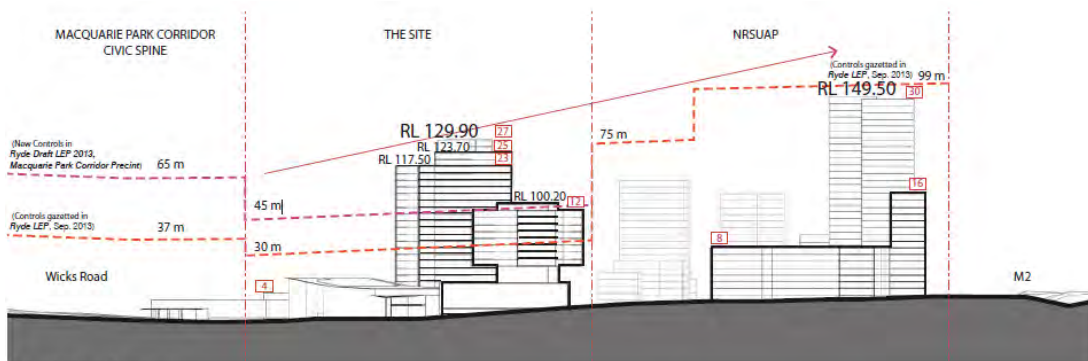 MACQUARIE PARK CORRIDOR
CIVIC SPINE
THE SITE
NRSUAP
(New Controls in
Ryde Draft LEP 2013,
Macquarie Park Corridor Precint)
65 m
(Controls gazetted in
Ryde LEP, Sep. 2013)
37 m
Wicks Road
45 m
30 m
4
RL 129.90
27
RL 123.70
25
RL 117.50
23
RL 100.20
12
75 m
(Controls gazetted in
Ryde LEP, Sep. 2013)
99 m
RL 149.50
30
16
8
M2